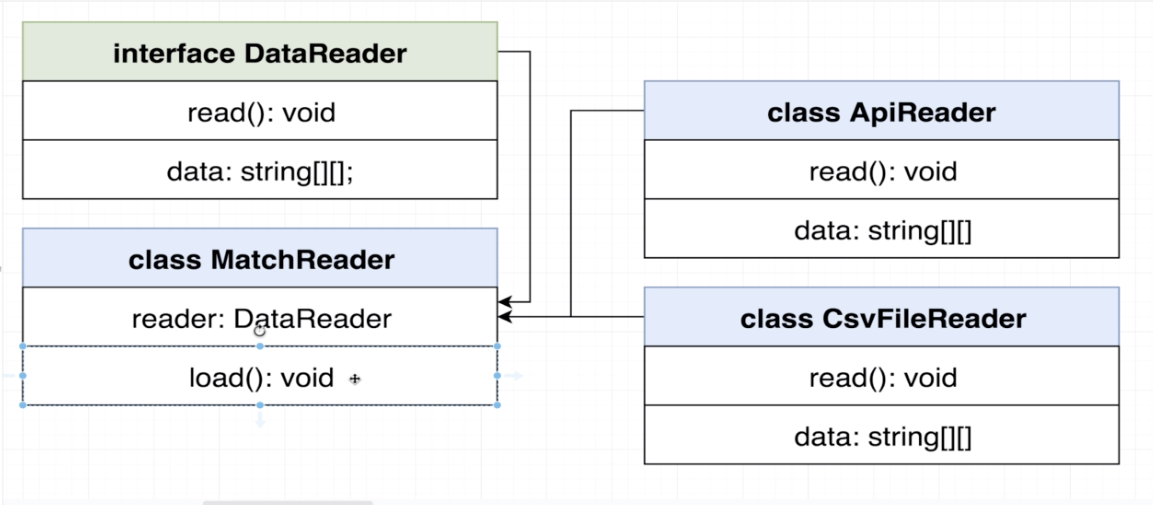 interface DataReader
read(): void
data: string[][];
class MatchReader
reader: DataReader
load(): void
class ApiReader
read(): void
data: string[][]
class CsvFileReader
read(): void
data: string[][]